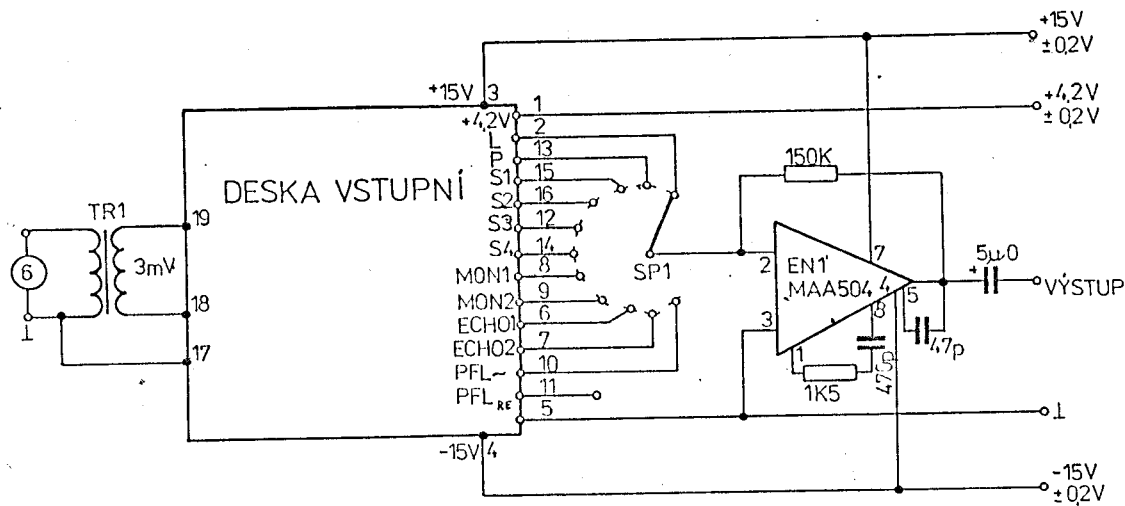 +15V
±0,2V
+4,2V
±0,2V
+15V 3
+4,2V 1
L 2
P 13
S1 15
S2 16
S3 12
S4 14
MON1 8
MON2 9
ECHO1 6
ECHO2 7
PFL~ 10
PFL RE 11
5
-15V 4
DESKA VSTUPNÍ
TR1
19
3mV
6
18
17
⊥
SP1
150K
2
3
7
EN1
MAA504
4
5
8
1
1K5
470p
47p
+
5µ0
VÝSTUP
⊥
-15V
±0,2V